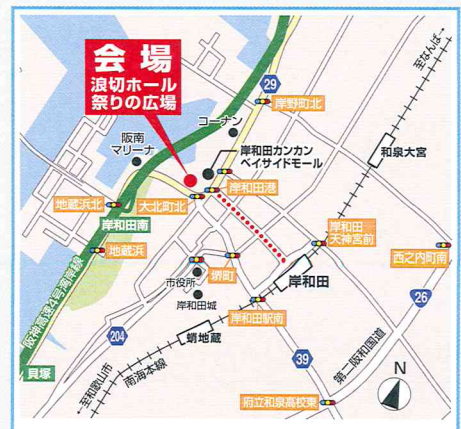 会場
浪切ホール
祭りの広場
至なんば→
29
岸野町北
コーナン
阪南
マリーナ
岸和田カンカン
ベイサイドモール
和泉大宮
岸和田港
地蔵浜北
大北町北
岸和田南
地蔵浜
岸和田
天神宮前
西之内町南
堺町
市役所
岸和田城
岸和田
26
岸和田駅南
阪神高速4号湾岸線
204
蛸地蔵
貝塚
←至和歌山市
南海本線
39
第二阪和国道
N
府立和泉高校東